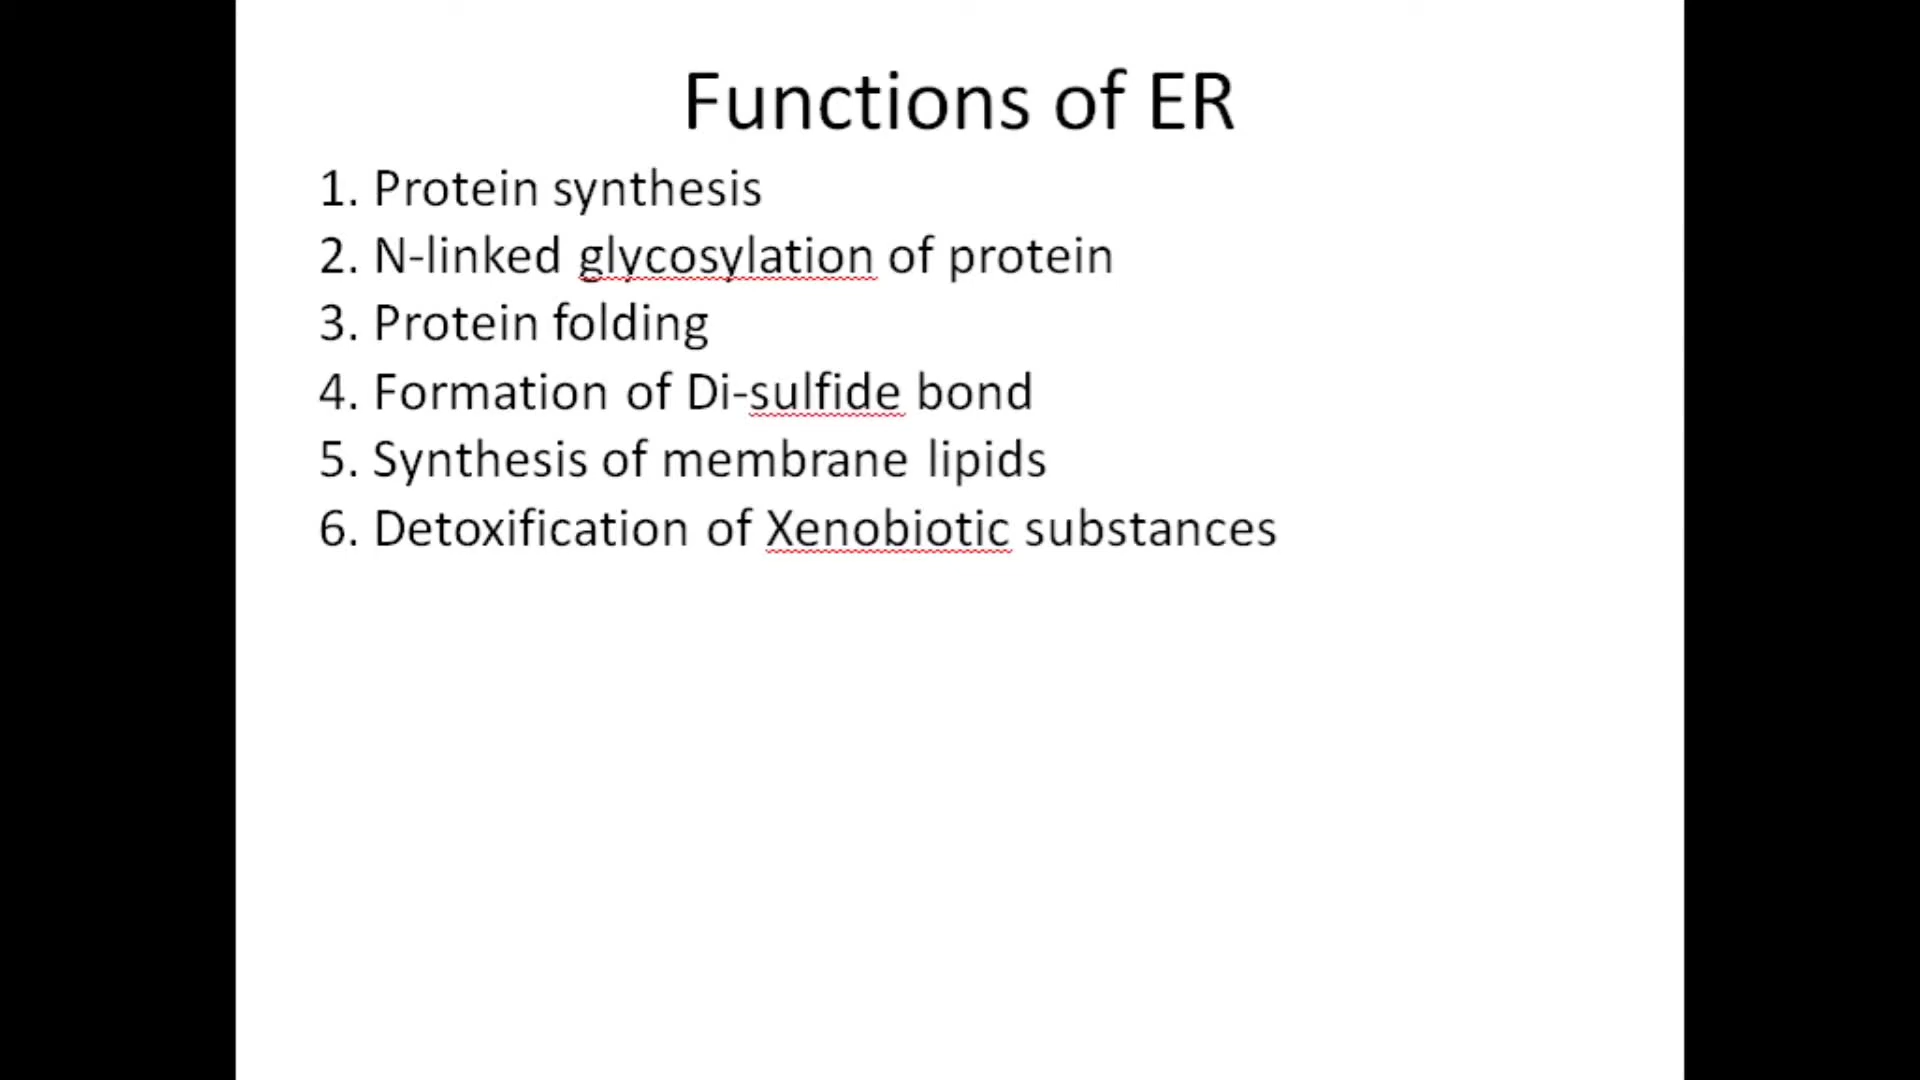 Functions of ER
1. Protein synthesis
2. N-linked glycosylation of protein
3. Protein folding
4. Formation of Di-sulfide bond
5. Synthesis of membrane lipids
6. Detoxification of Xenobiotic substances